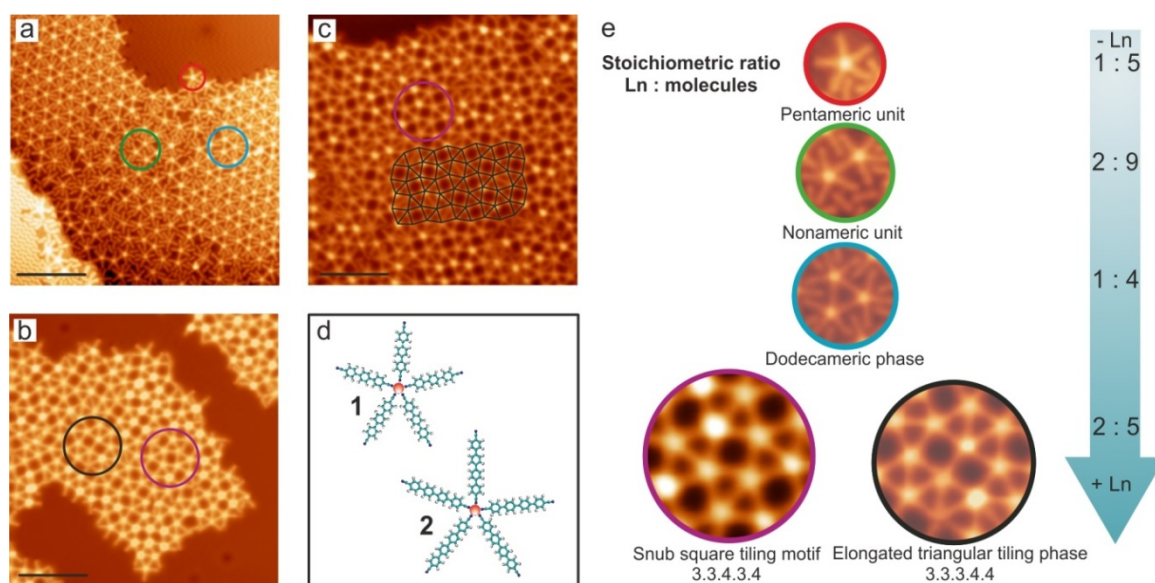 a
c
b
d
1
2
e
Stoichiometric ratio
Ln : molecules
Pentameric unit
Nonameric unit
Dodecameric phase
Snub square tiling motif
3.3.4.3.4
Elongated triangular tiling phase
3.3.3.4.4
- Ln
1 : 5
2 : 9
1 : 4
2 : 5
+ Ln